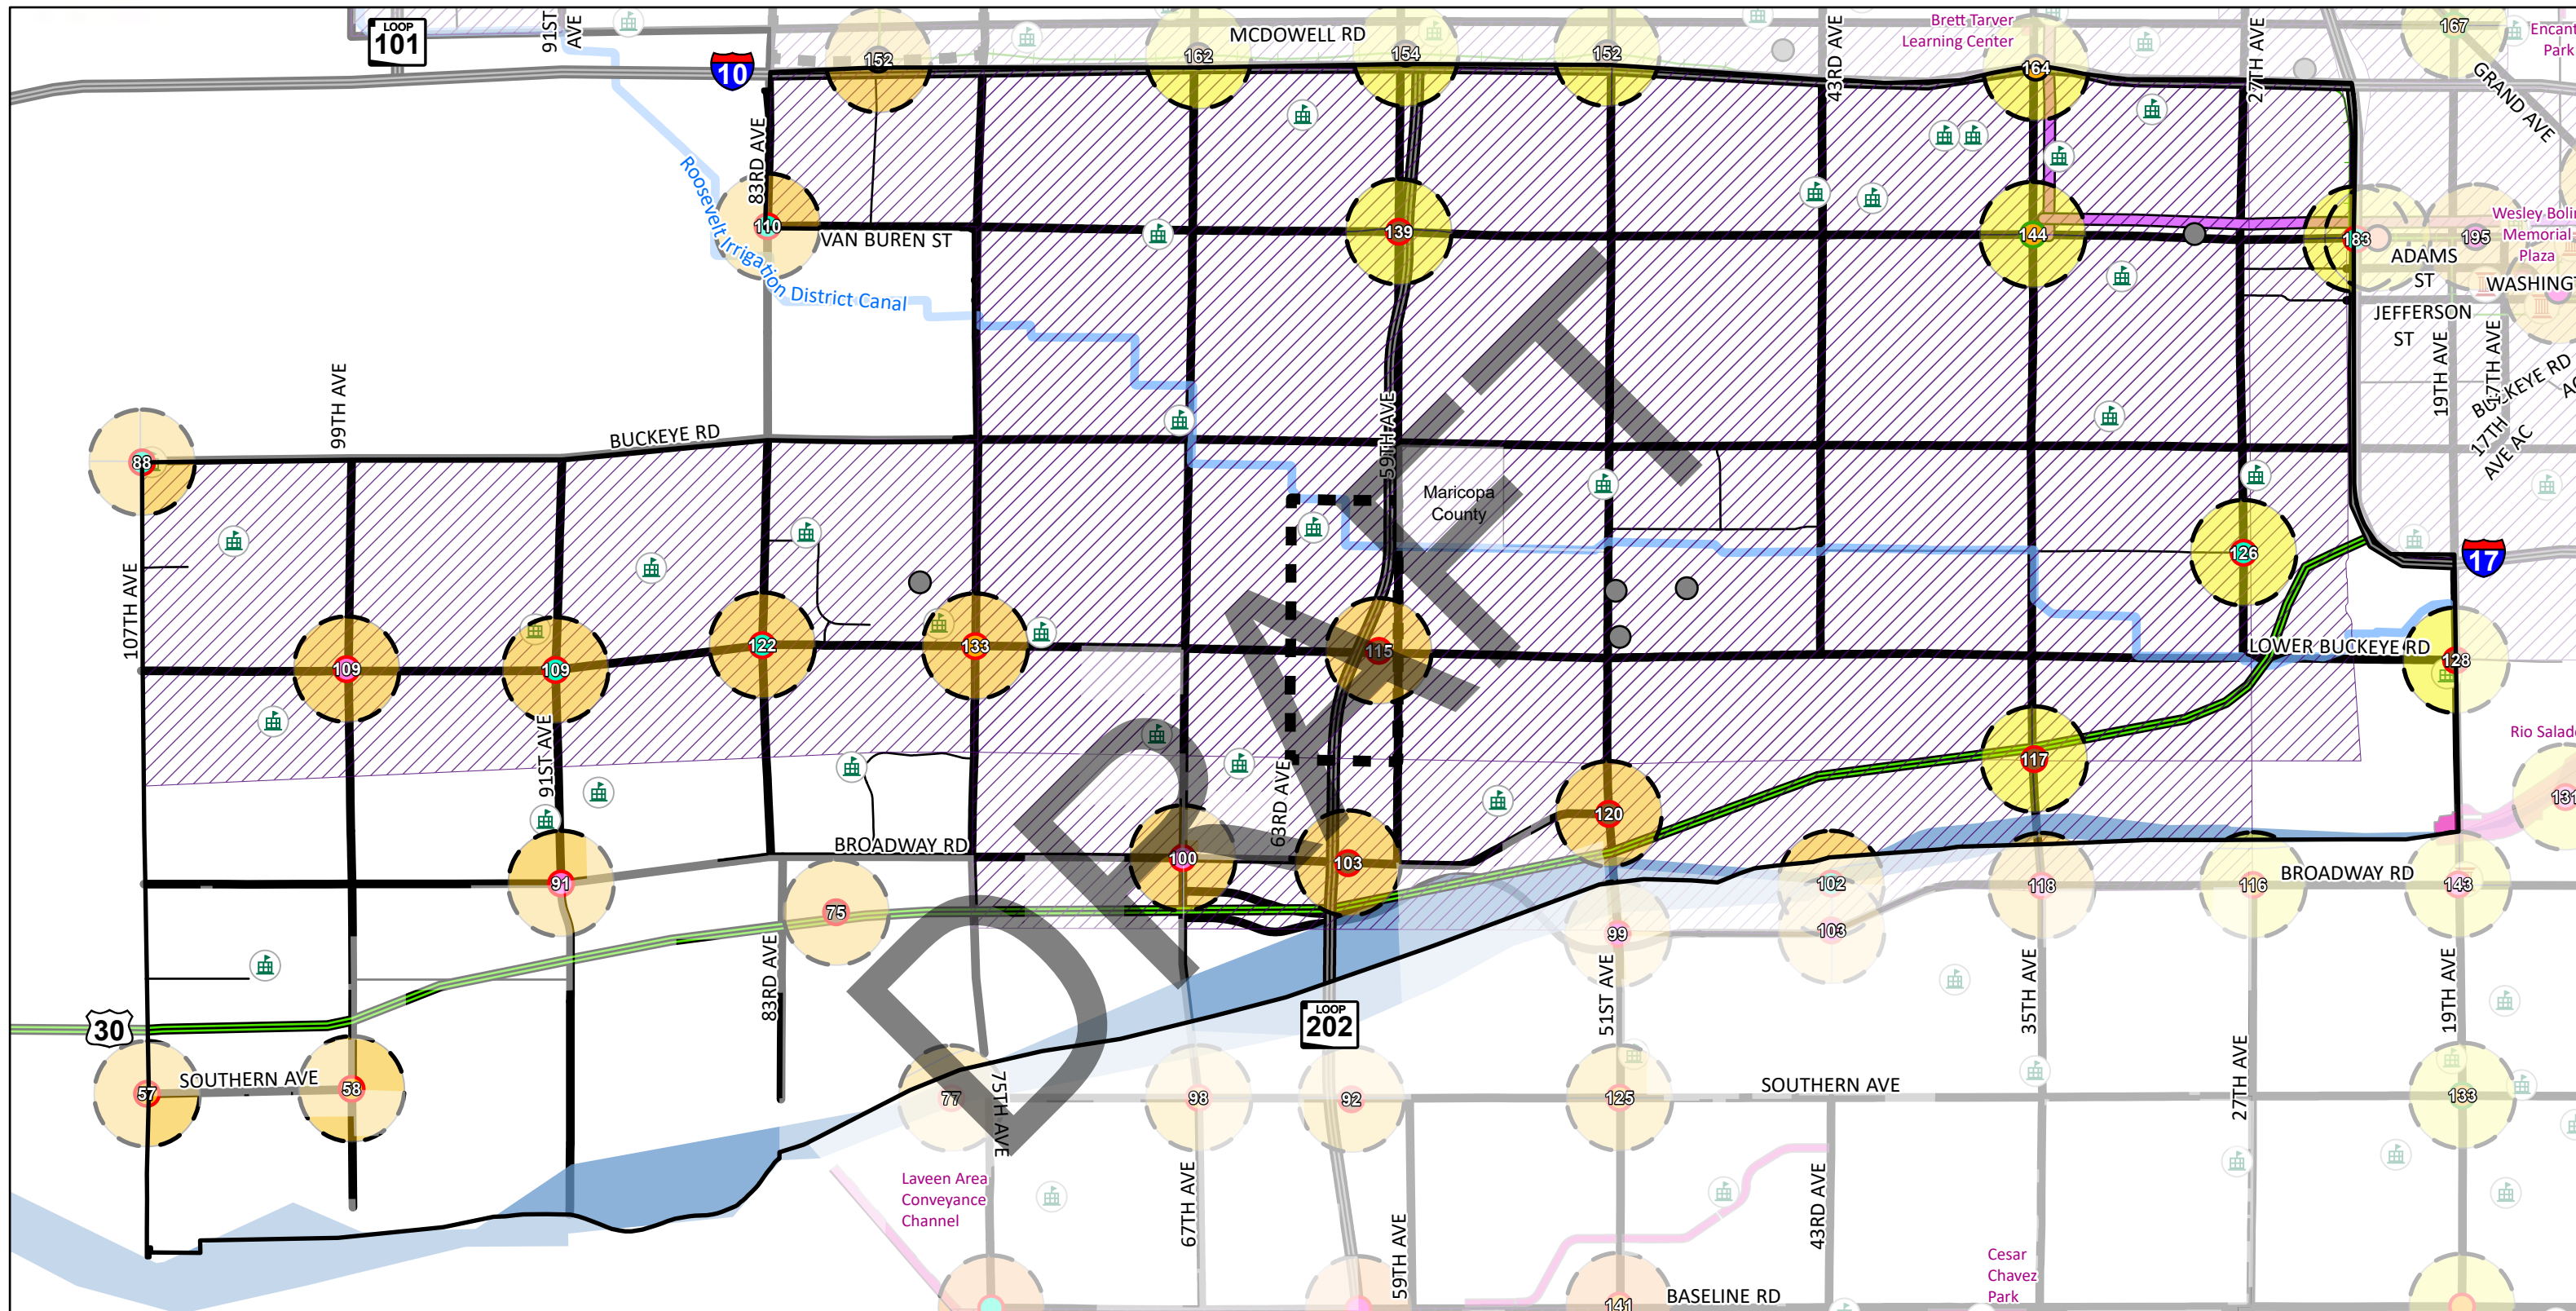 LOOP
101
91ST
AVE
MCDOWELL RD
43RD AVE
Brett Tarver
Learning Center
27TH AVE
167
Encant
Park
GRAND AVE
10
152
162
154
152
164
83RD AVE
Roosevelt Irrigation District Canal
110
VAN BUREN ST
139
144
183
195
Wesley Bolin
Memorial
Plaza
ADAMS
ST
WASHINGT
JEFFERSON
ST
19TH AVE
17TH AVE
BUCKEYE RD
17TH
AVE AC
99TH AVE
BUCKEYE RD
88
59TH AVE
Maricopa
County
126
17
107TH AVE
109
109
122
133
115
LOWER BUCKEYE RD
128
91ST AVE
117
Rio Salad
131
63RD AVE
120
BROADWAY RD
100
103
91
75
102
118
116
BROADWAY RD
143
99
103
83RD AVE
DRAFT
51ST AVE
35TH AVE
19TH AVE
30
LOOP
202
57
SOUTHERN AVE
58
77
75TH AVE
98
92
125
SOUTHERN AVE
27TH AVE
133
Laveen Area
Conveyance
Channel
67TH AVE
59TH AVE
43RD AVE
Cesar
Chavez
Park
141
BASELINE RD